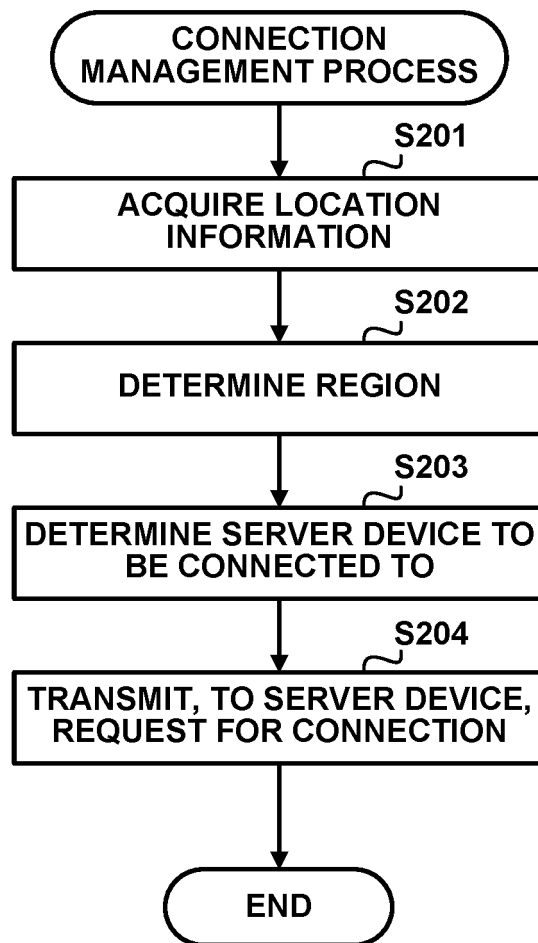 CONNECTION
MANAGEMENT PROCESS
S201
ACQUIRE LOCATION
INFORMATION
S202
DETERMINE REGION
S203
DETERMINE SERVER DEVICE TO
BE CONNECTED TO
S204
TRANSMIT, TO SERVER DEVICE,
REQUEST FOR CONNECTION
END